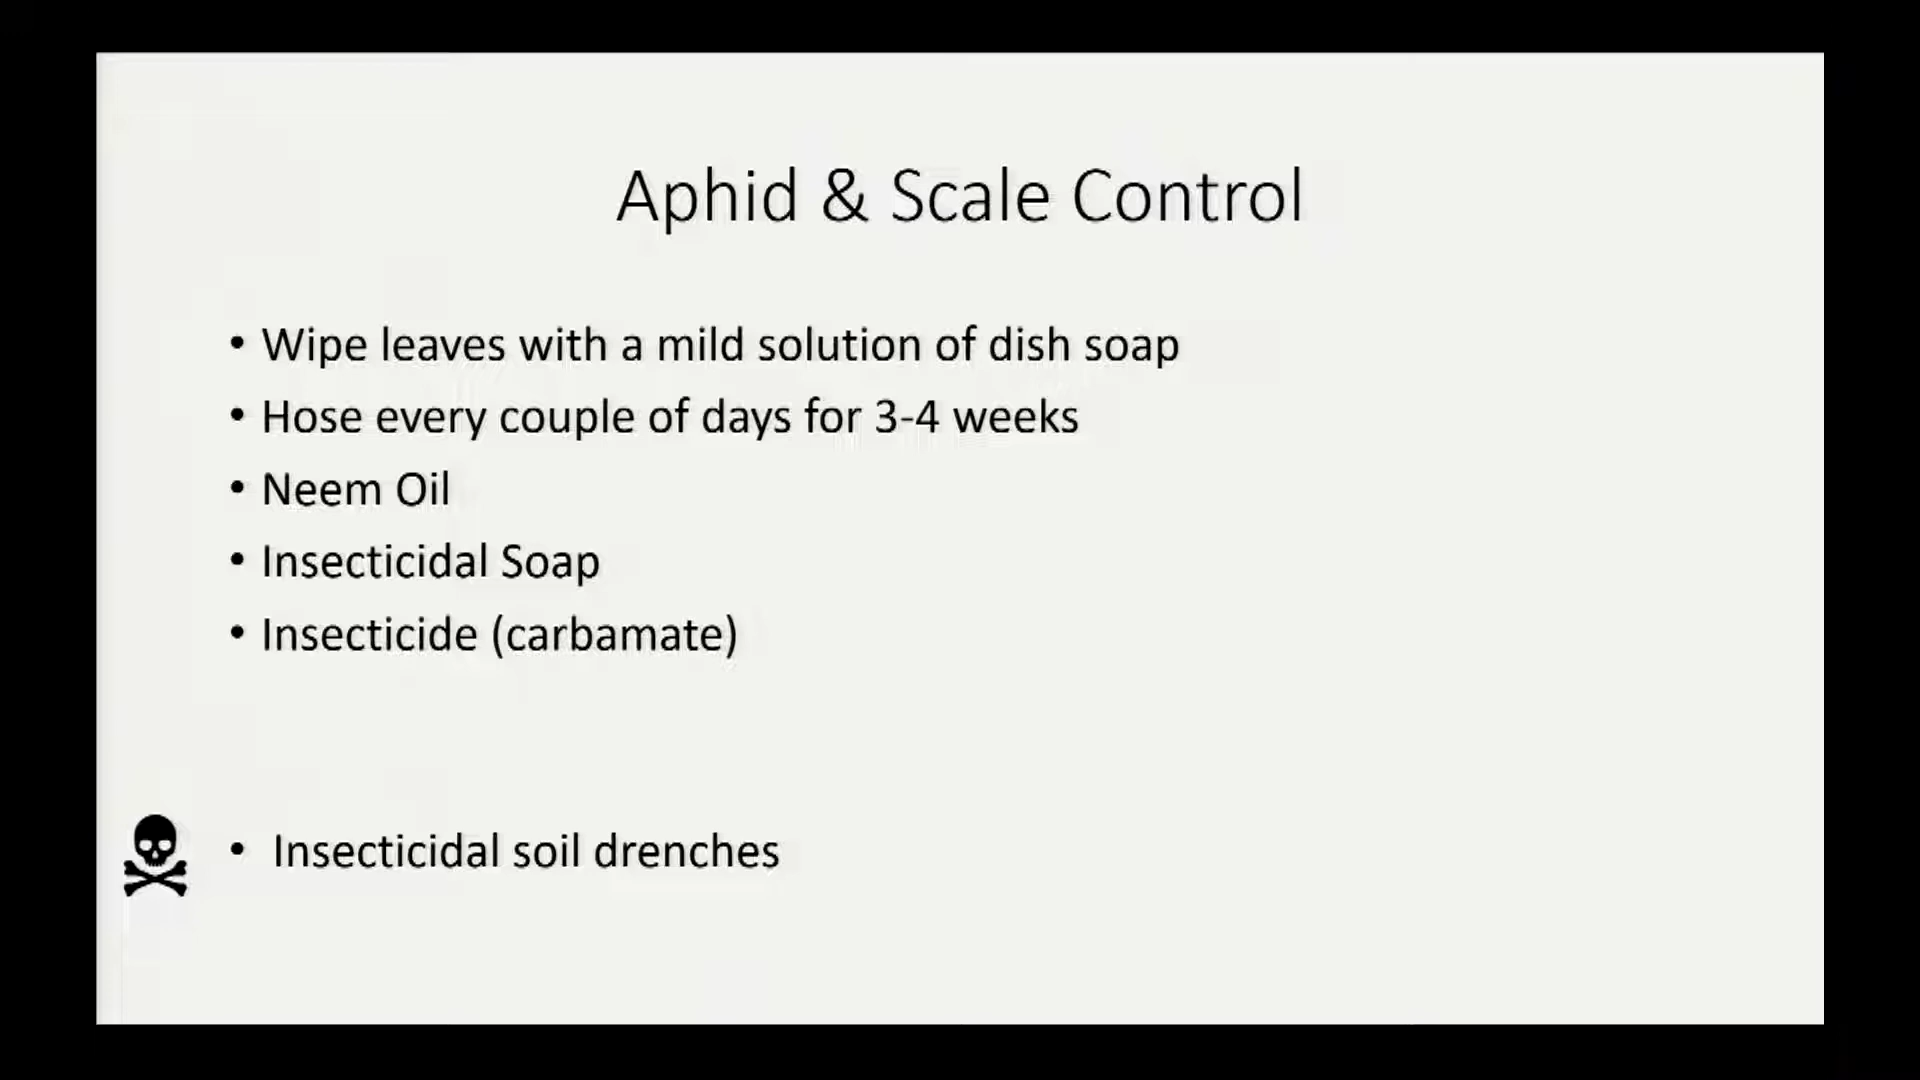 Aphid & Scale Control
• Wipe leaves with a mild solution of dish soap
• Hose every couple of days for 3-4 weeks
• Neem Oil
• Insecticidal Soap
• Insecticide (carbamate)
• Insecticidal soil drenches